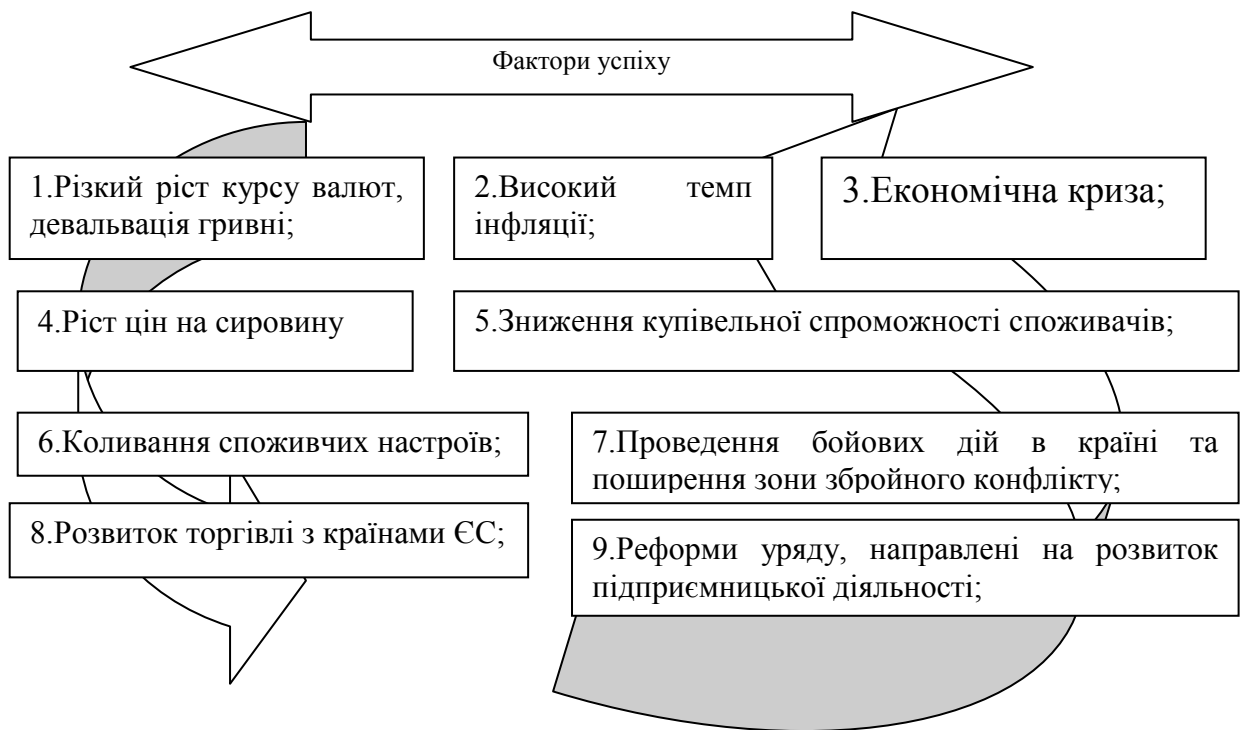 Фактори успіху
1.Різкий ріст курсу валют,
девальвація гривні;
2.Високий темп
інфляції;
3.Економічна криза;
4.Ріст цін на сировину
5.Зниження купівельної спроможності споживачів;
6.Коливання споживчих настроїв;
7.Проведення бойових дій в країні та
поширення зони збройного конфлікту;
8.Розвиток торгівлі з країнами ЄС;
9.Реформи уряду, направлені на розвиток
підприємницької діяльності;